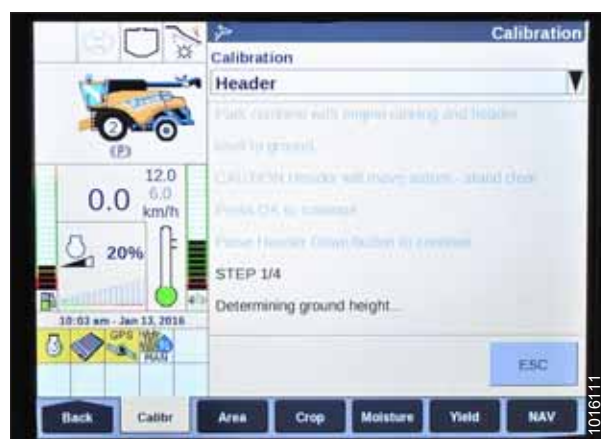 Calibration
Calibration
Header
Park combine with engine running and header
level to ground.
CAUTION Header will move autom.- stand clear
Press OK to continue
Press Header Down button to continue
STEP 1/4
Determining ground height...
ESC
2
(P)
12.0
0.0
6.0
km/h
20%
10:03 am - Jan 13, 2016
GPS
MAN
Back
Calibr
Area
Crop
Moisture
Yield
NAV
1016111